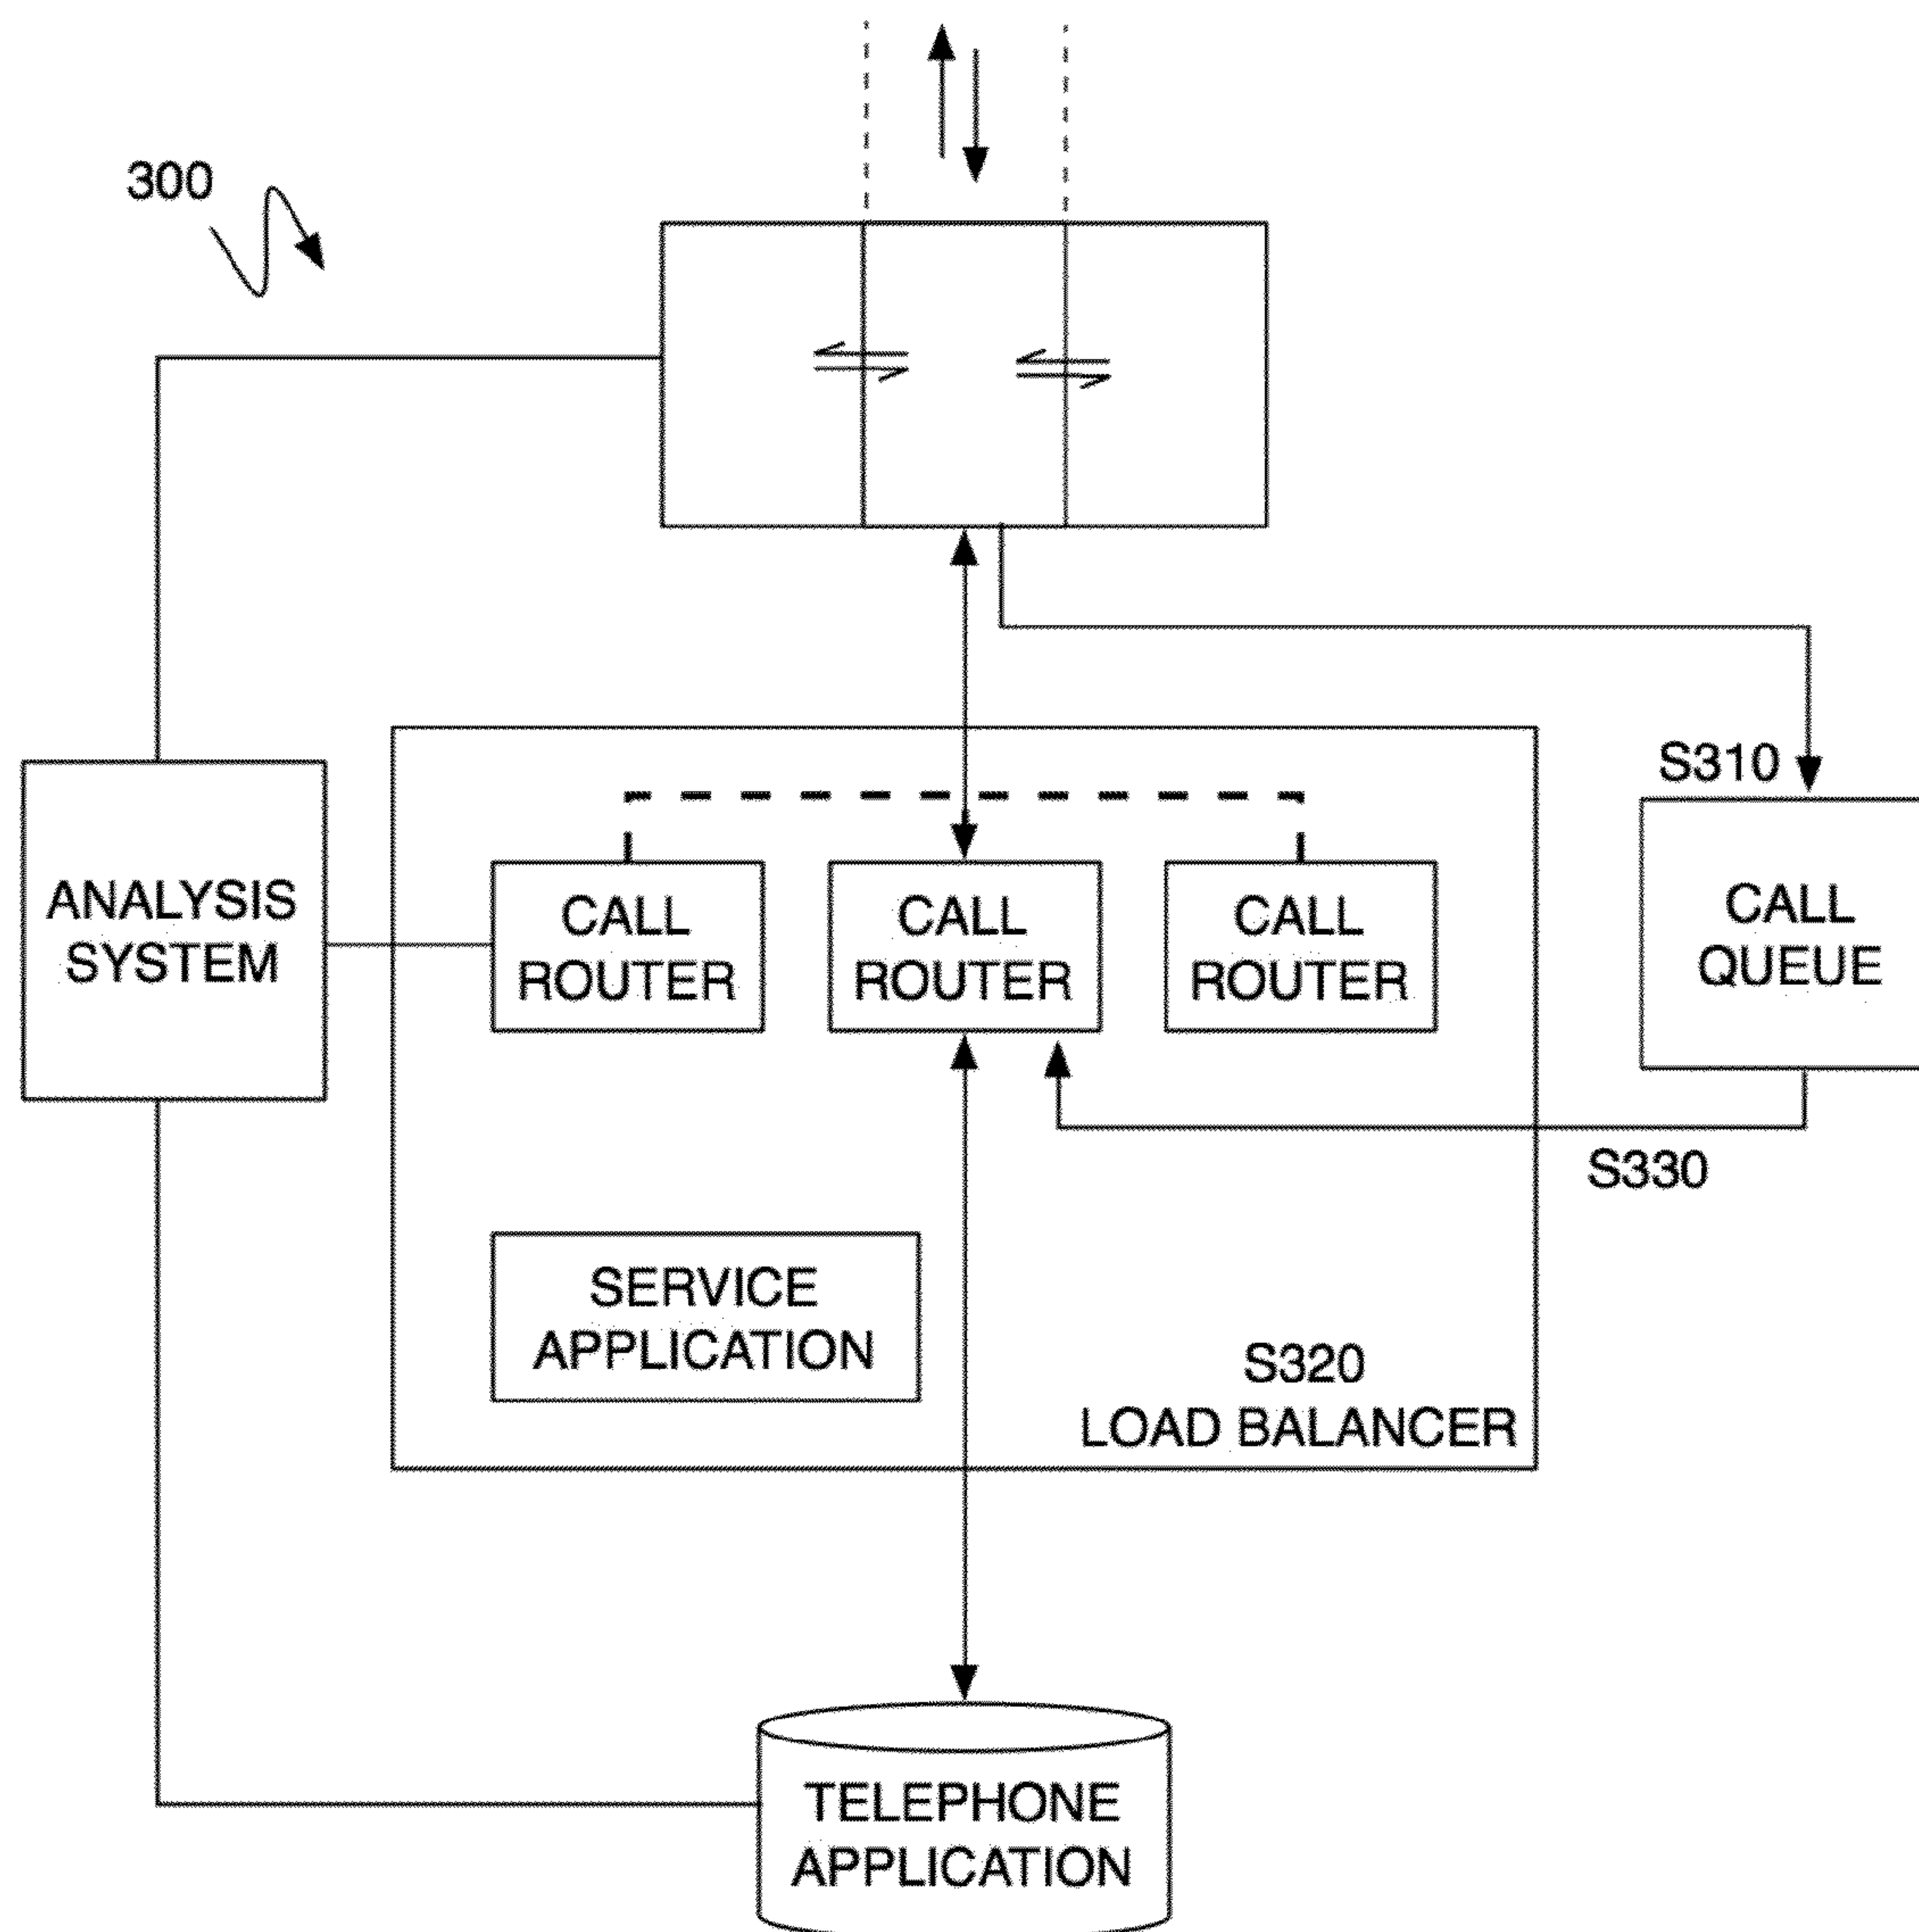 300
S310
ANALYSIS
SYSTEM
CALL
ROUTER
CALL
ROUTER
CALL
ROUTER
CALL
QUEUE
S330
SERVICE
APPLICATION
S320
LOAD BALANCER
TELEPHONE
APPLICATION